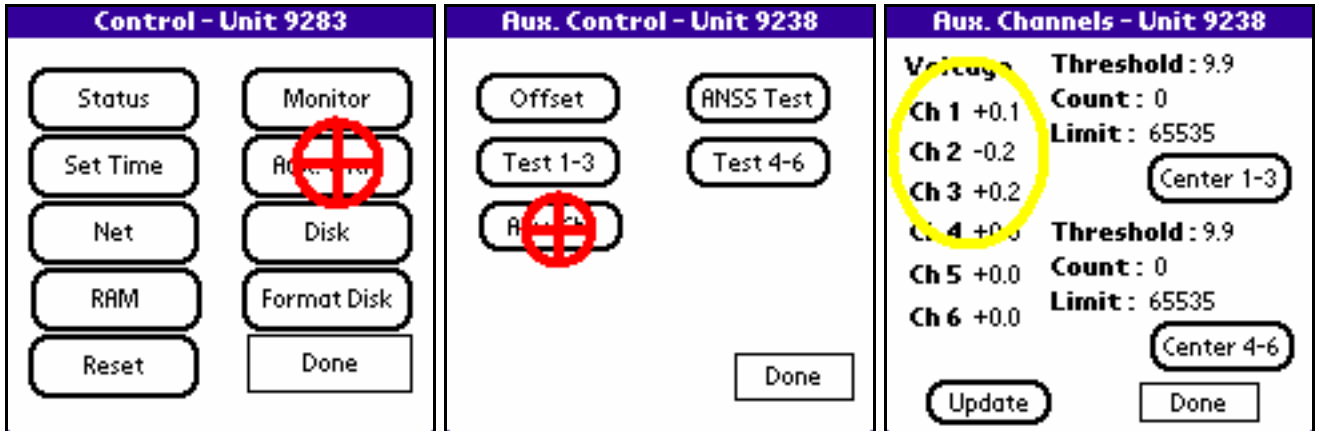 Control - Unit 9283
Status
Monitor
Set Time
Net
Disk
RAM
Format Disk
Reset
Done
Aux. Control - Unit 9238
Offset
ANSS Test
Test 1-3
Test 4-6
Done
Aux. Channels - Unit 9238
Voltage
Threshold : 9.9
Ch 1 +0.1
Count : 0
Limit : 65535
Ch 2 -0.2
Center 1-3
Ch 3 +0.2
Ch 4
Threshold : 9.9
Count : 0
Ch 5 +0.0
Limit : 65535
Ch 6 +0.0
Center 4-6
Update
Done